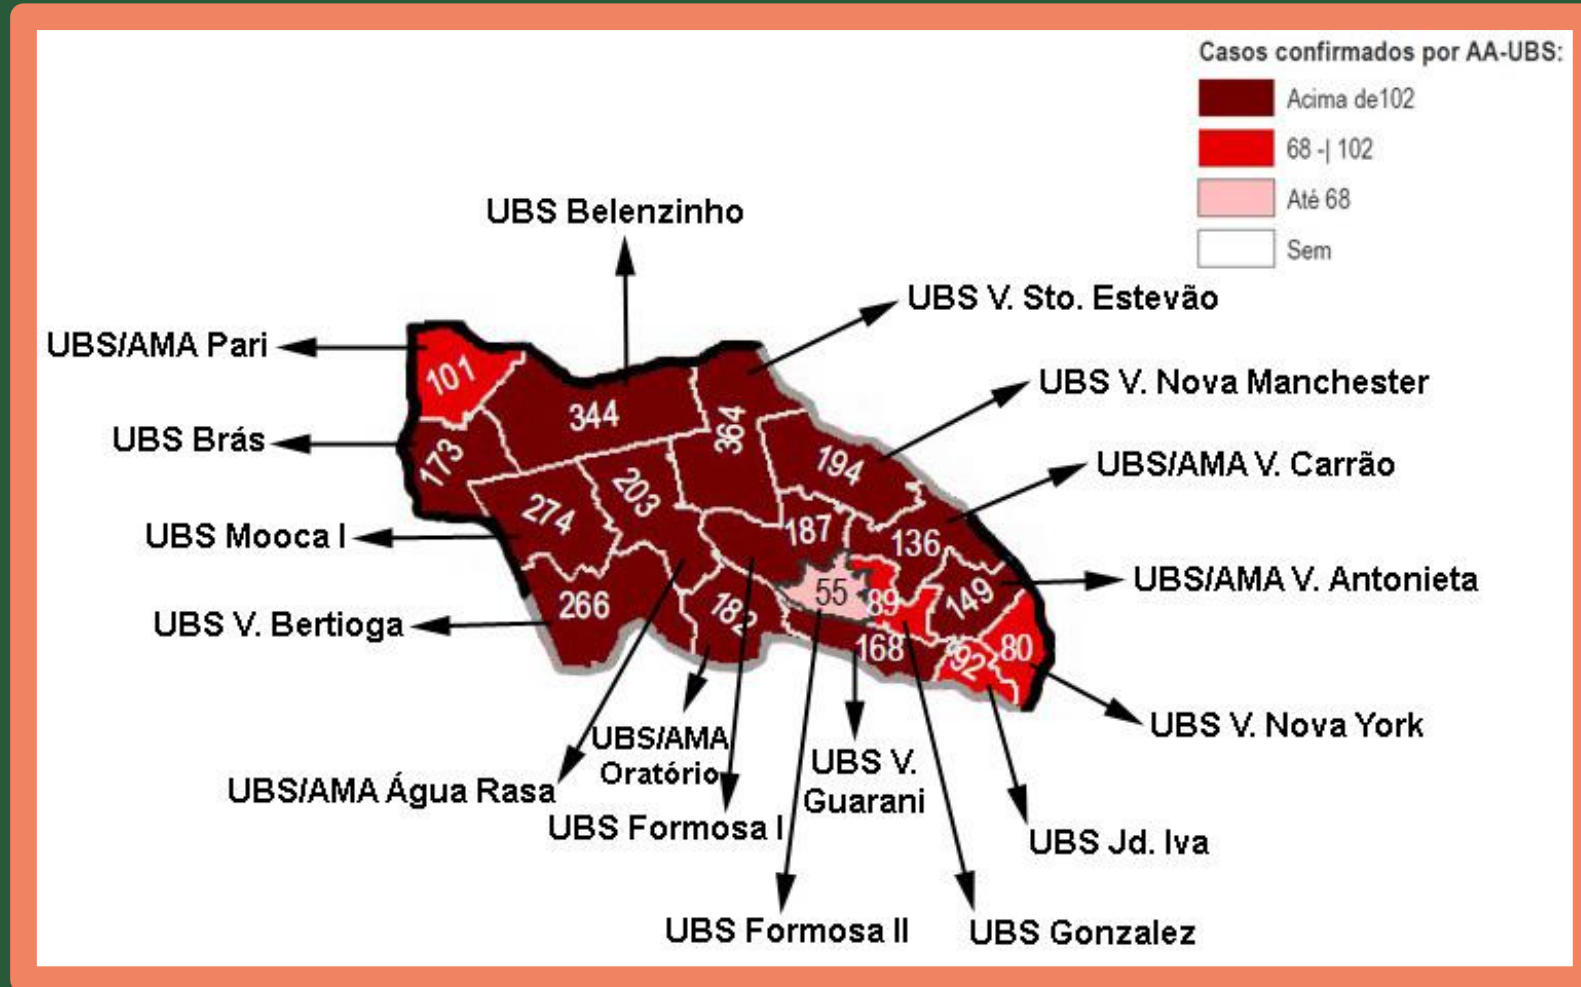 Casos confirmados por AA-UBS:
Acima de102
68 -| 102
Até 68
Sem
UBS Belenzinho
UBS V. Sto. Estevão
UBS/AMA Pari
UBS V. Nova Manchester
UBS Brás
UBS/AMA V. Carrão
UBS Mooca I
UBS/AMA V. Antonieta
UBS V. Bertioga
UBS V. Nova York
UBS/AMA
Oratório
UBS V.
Guarani
UBS/AMA Água Rasa
UBS Formosa I
UBS Jd. Iva
UBS Formosa II
UBS Gonzalez
101
344
364
173
194
203
274
187
136
55
89
149
266
182
168
92
80